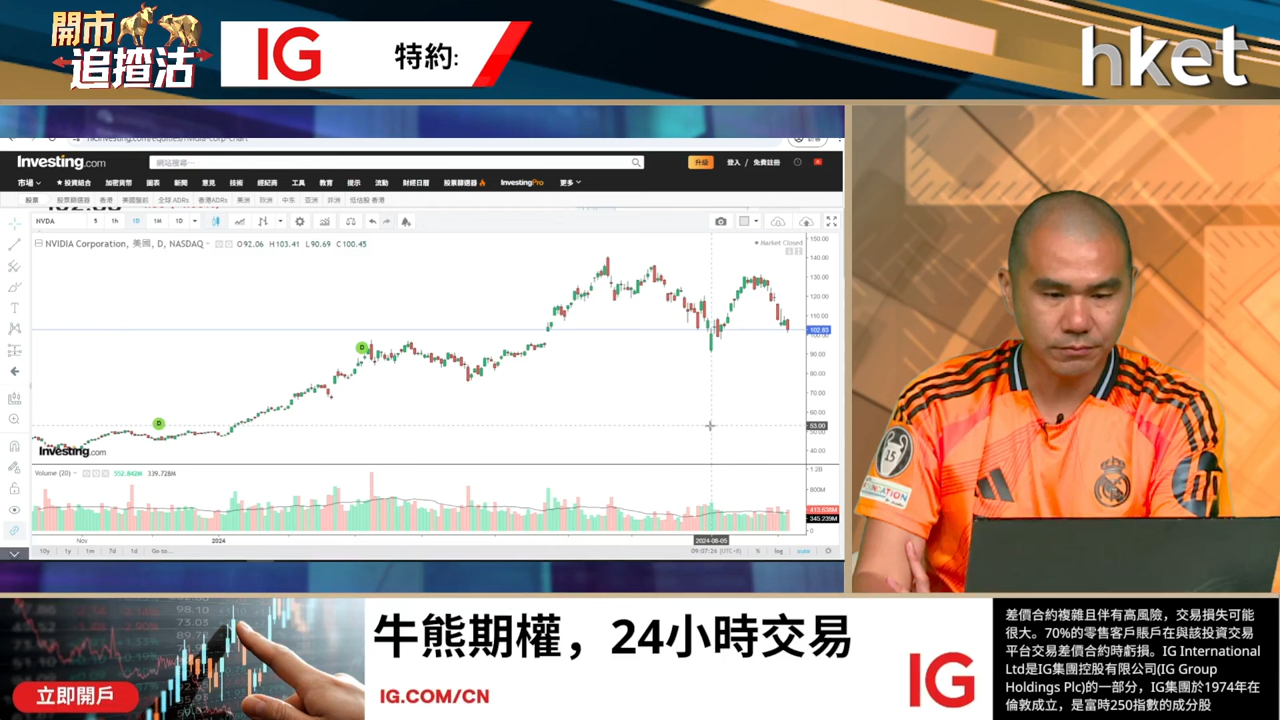 開市
追揸沽
IG
特約:
hket
Investing.com
網站搜尋...
升級
登入 / 免費註冊
市場
★ 投資組合
加密貨幣
圖表
新聞
意見
技術
經紀商
工具
教育
提示
流動
財經日曆
股票篩選器
InvestingPro
更多
股票
股票篩選器
香港
美國盤前
全球 ADRs
香港ADRs
美洲
歐洲
中東
亞洲
非洲
低估股 香港
NVDA
5
1h
1D
1M
1D
NVIDIA Corporation, 美國, D, NASDAQ
O92.06 H103.41 L90.69 C100.45
Market Closed
150.00
140.00
130.00
120.00
110.00
102.83
90.00
80.00
70.00
60.00
53.00
40.00
D
D
Investing.com
Volume (20)
552.842M 339.728M
1.2B
800M
413.638M
345.239M
0
Nov
2024
2024-08-05
10y
1y
1m
7d
1d
Go to...
09:07:26 (UTC+8)
%
log
auto
15
立即開戶
牛熊期權，24小時交易
IG.COM/CN
IG
差價合約複雜且伴有高風險，交易損失可能
很大。70%的零售客戶賬戶在與該投資交易
平台交易差價合約時虧損。IG International
Ltd是IG集團控股有限公司(IG Group
Holdings Plc)的一部分，IG集團於1974年在
倫敦成立，是富時250指數的成分股